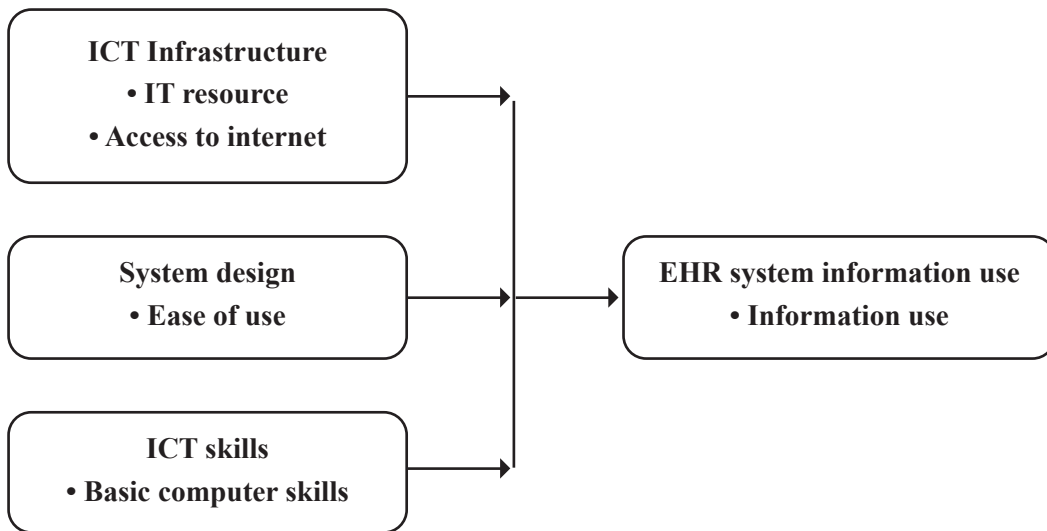 ICT Infrastructure
• IT resource
• Access to internet
System design
• Ease of use
EHR system information use
• Information use
ICT skills
• Basic computer skills